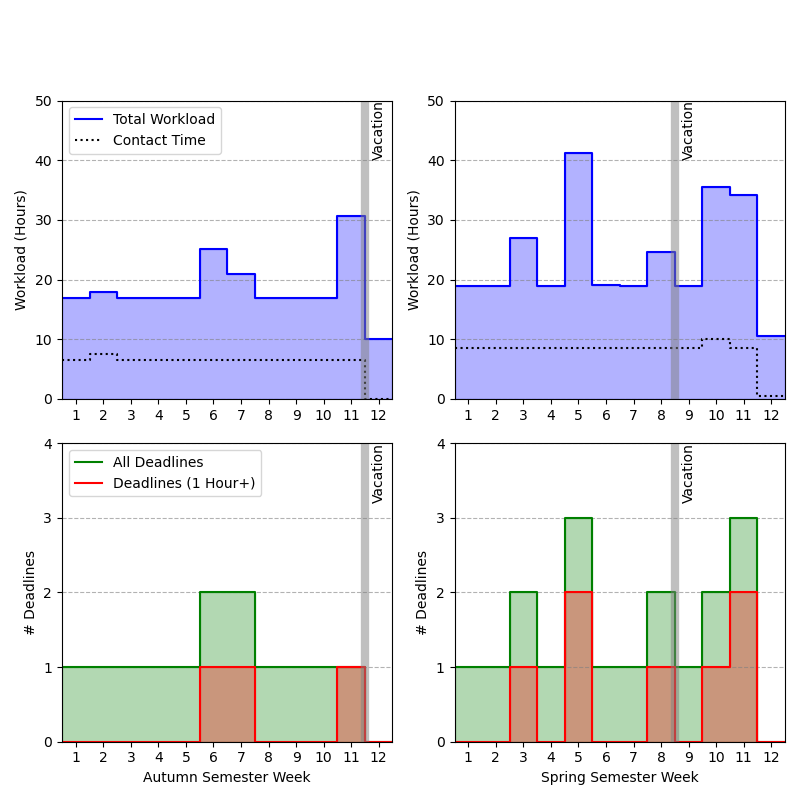 50
40
30
20
10
0
Workload (Hours)
Total Workload
Contact Time
Vacation
1 2 3 4 5 6 7 8 9 10 11 12
50
40
30
20
10
0
Workload (Hours)
Vacation
1 2 3 4 5 6 7 8 9 10 11 12
4
3
2
1
0
# Deadlines
All Deadlines
Deadlines (1 Hour+)
Vacation
1 2 3 4 5 6 7 8 9 10 11 12
Autumn Semester Week
4
3
2
1
0
# Deadlines
Vacation
1 2 3 4 5 6 7 8 9 10 11 12
Spring Semester Week